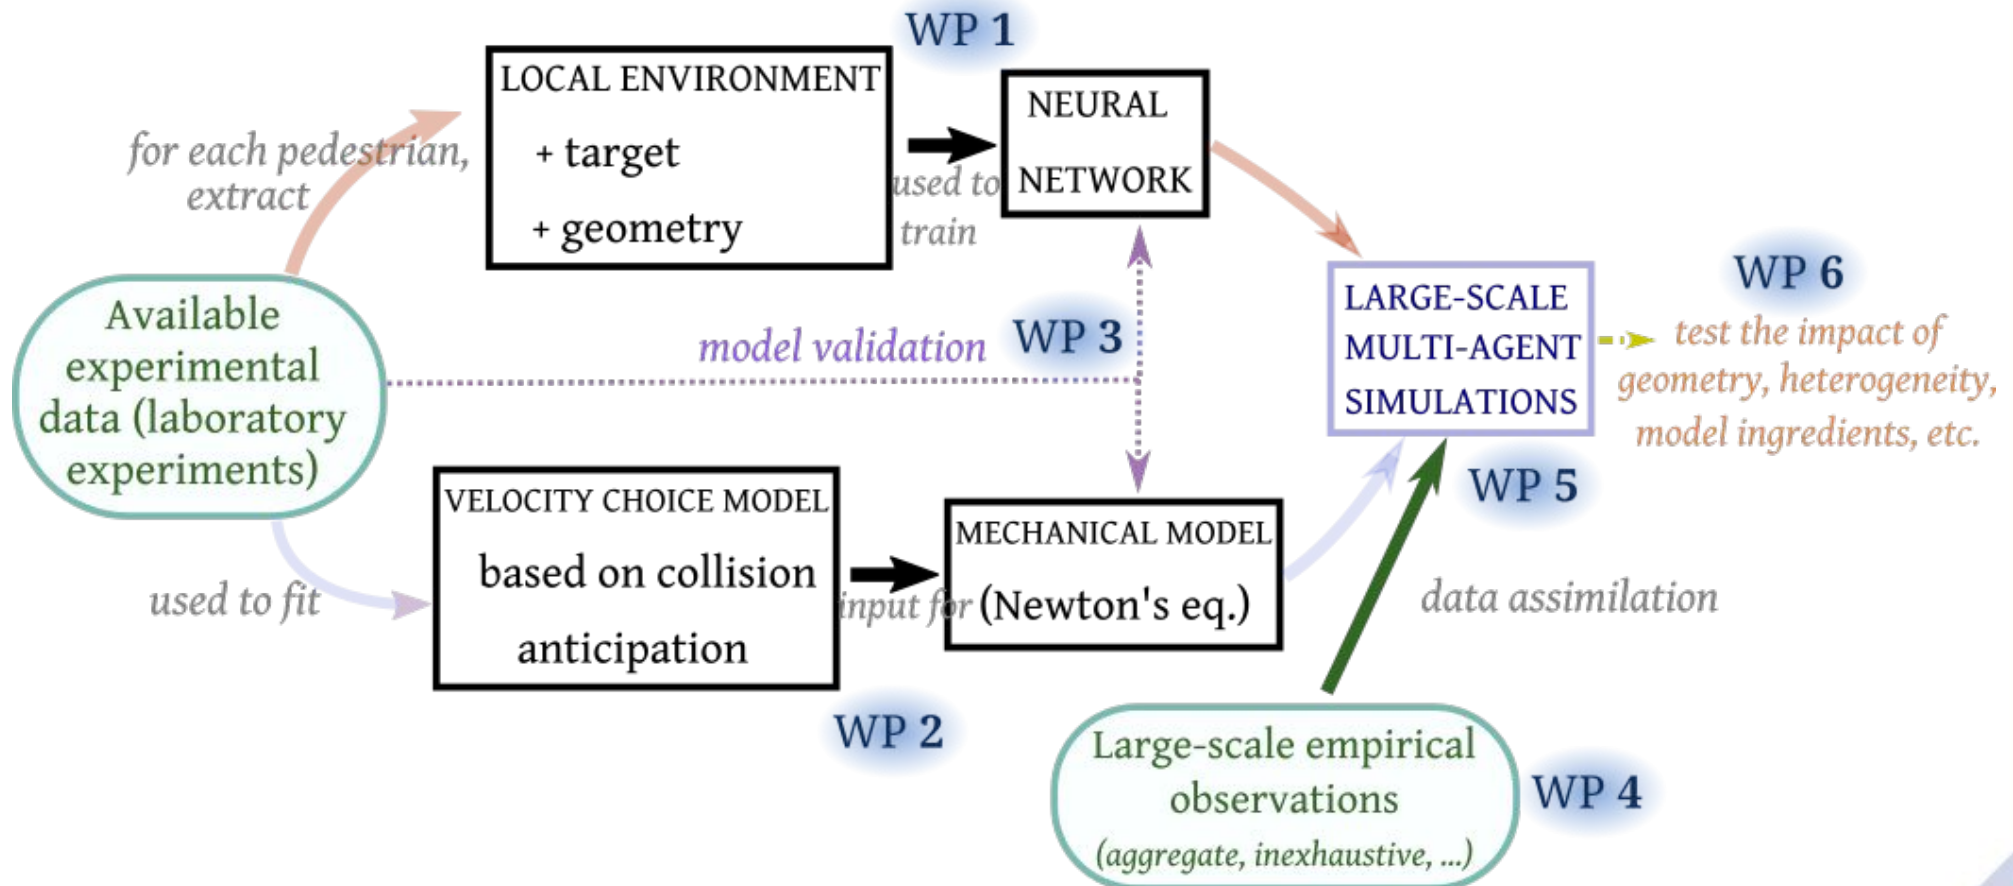 WP 1
LOCAL ENVIRONMENT
+ target
+ geometry
NEURAL
NETWORK
for each pedestrian,
extract
used to
train
WP 6
test the impact of
geometry, heterogeneity,
model ingredients, etc.
LARGE-SCALE
MULTI-AGENT
SIMULATIONS
Available
experimental
data (laboratory
experiments)
model validation
WP 3
WP 5
VELOCITY CHOICE MODEL
based on collision
anticipation
used to fit
input for
MECHANICAL MODEL
(Newton's eq.)
data assimilation
WP 2
Large-scale empirical
observations
(aggregate, inexhaustive, ...)
WP 4